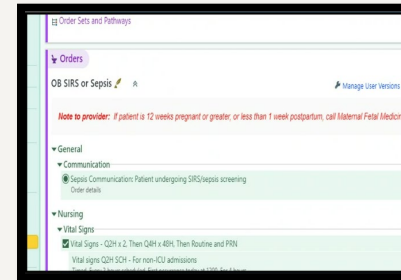 Order Sets and Pathways
Orders
OB SIRS or Sepsis
Manage User Versions
Note to provider: If patient is 12 weeks pregnant or greater, or less than 1 week postpartum, call Maternal Fetal Medicin
General
Communication
Sepsis Communication: Patient undergoing SIRS/sepsis screening
Order details
Nursing
Vital Signs
Vital Signs - Q2H x 2, Then Q4H x 48H, Then Routine and PRN
Vital signs Q2H SCH - For non-ICU admissions